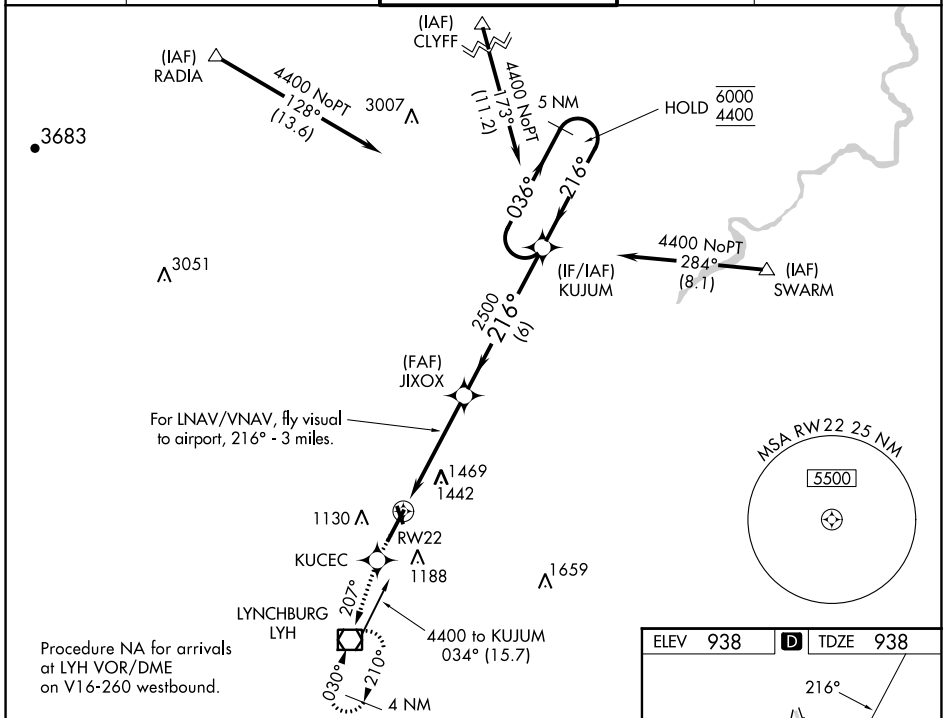 (IAF)
CLYFF
(IAF)
RADIA
4400 NoPT
128°
(13.6)
3007
4400 NoPT
173°
(11.2)
5 NM
HOLD
6000
4400
3683
036°
216°
3051
(IF/IAF)
KUJUM
4400 NoPT
284°
(8.1)
(IAF)
SWARM
2500
216°
(6)
(FAF)
JIXOX
For LNAV/VNAV, fly visual
to airport, 216° - 3 miles.
MSA RW22 25 NM
5500
1469
1442
1130
RW22
KUCEC
1188
1659
207°
LYNCHBURG
LYH
4400 to KUJUM
034° (15.7)
030°
210°
4 NM
Procedure NA for arrivals
at LYH VOR/DME
on V16-260 westbound.
ELEV 938
D
TDZE 938
216°